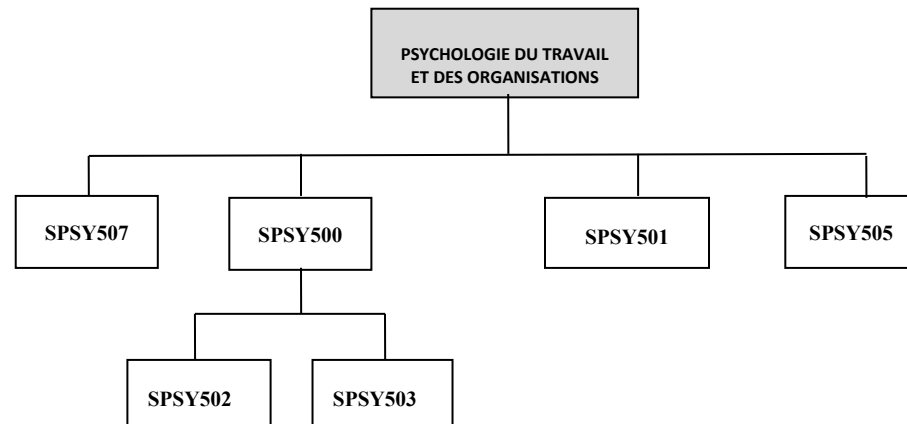 PSYCHOLOGIE DU TRAVAIL
ET DES ORGANISATIONS
SPSY507
SPSY500
SPSY501
SPSY505
SPSY502
SPSY503